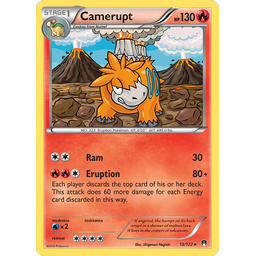 STAGE 1
Camerupt
HP 130
Evolves from Numel
NO. 323 Eruption Pokémon HT: 6'03" WT: 485.0 lbs.
Ram 30
Eruption 80+
Each player discards the top card of his or her deck.
This attack does 80 more damage for each Energy
card discarded in this way.
weakness
×2
resistance
retreat
If angered, the humps on its back
erupt in a shower of molten lava.
It lives in the craters of volcanoes.
Illus. Shigenori Negishi
15/122